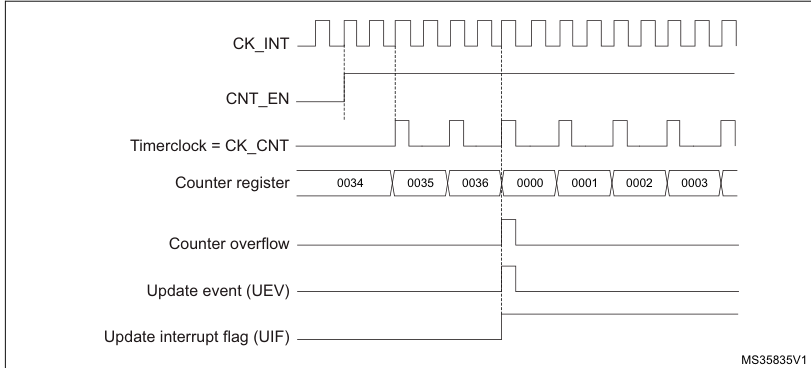 CK_INT
CNT_EN
Timerclock = CK_CNT
Counter register 0034 0035 0036 0000 0001 0002 0003
Counter overflow
Update event (UEV)
Update interrupt flag (UIF)
MS35835V1